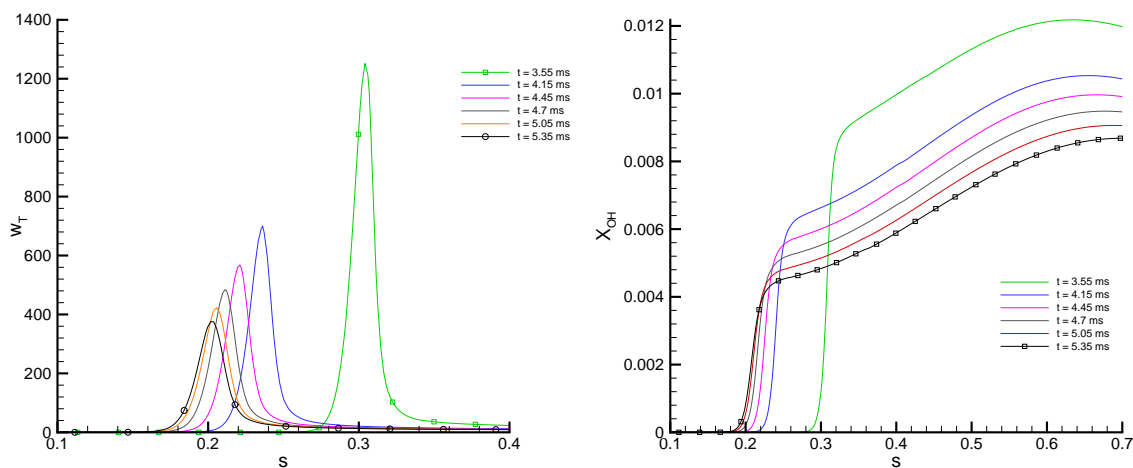 1400
1200
1000
800
600
400
200
0
w_T
0.1 0.2 0.3 0.4
s
t = 3.55 ms
t = 4.15 ms
t = 4.45 ms
t = 4.7 ms
t = 5.05 ms
t = 5.35 ms
0.012
0.01
0.008
0.006
0.004
0.002
0
X_OH
0.1 0.2 0.3 0.4 0.5 0.6 0.7
s
t = 3.55 ms
t = 4.15 ms
t = 4.45 ms
t = 4.7 ms
t = 5.05 ms
t = 5.35 ms